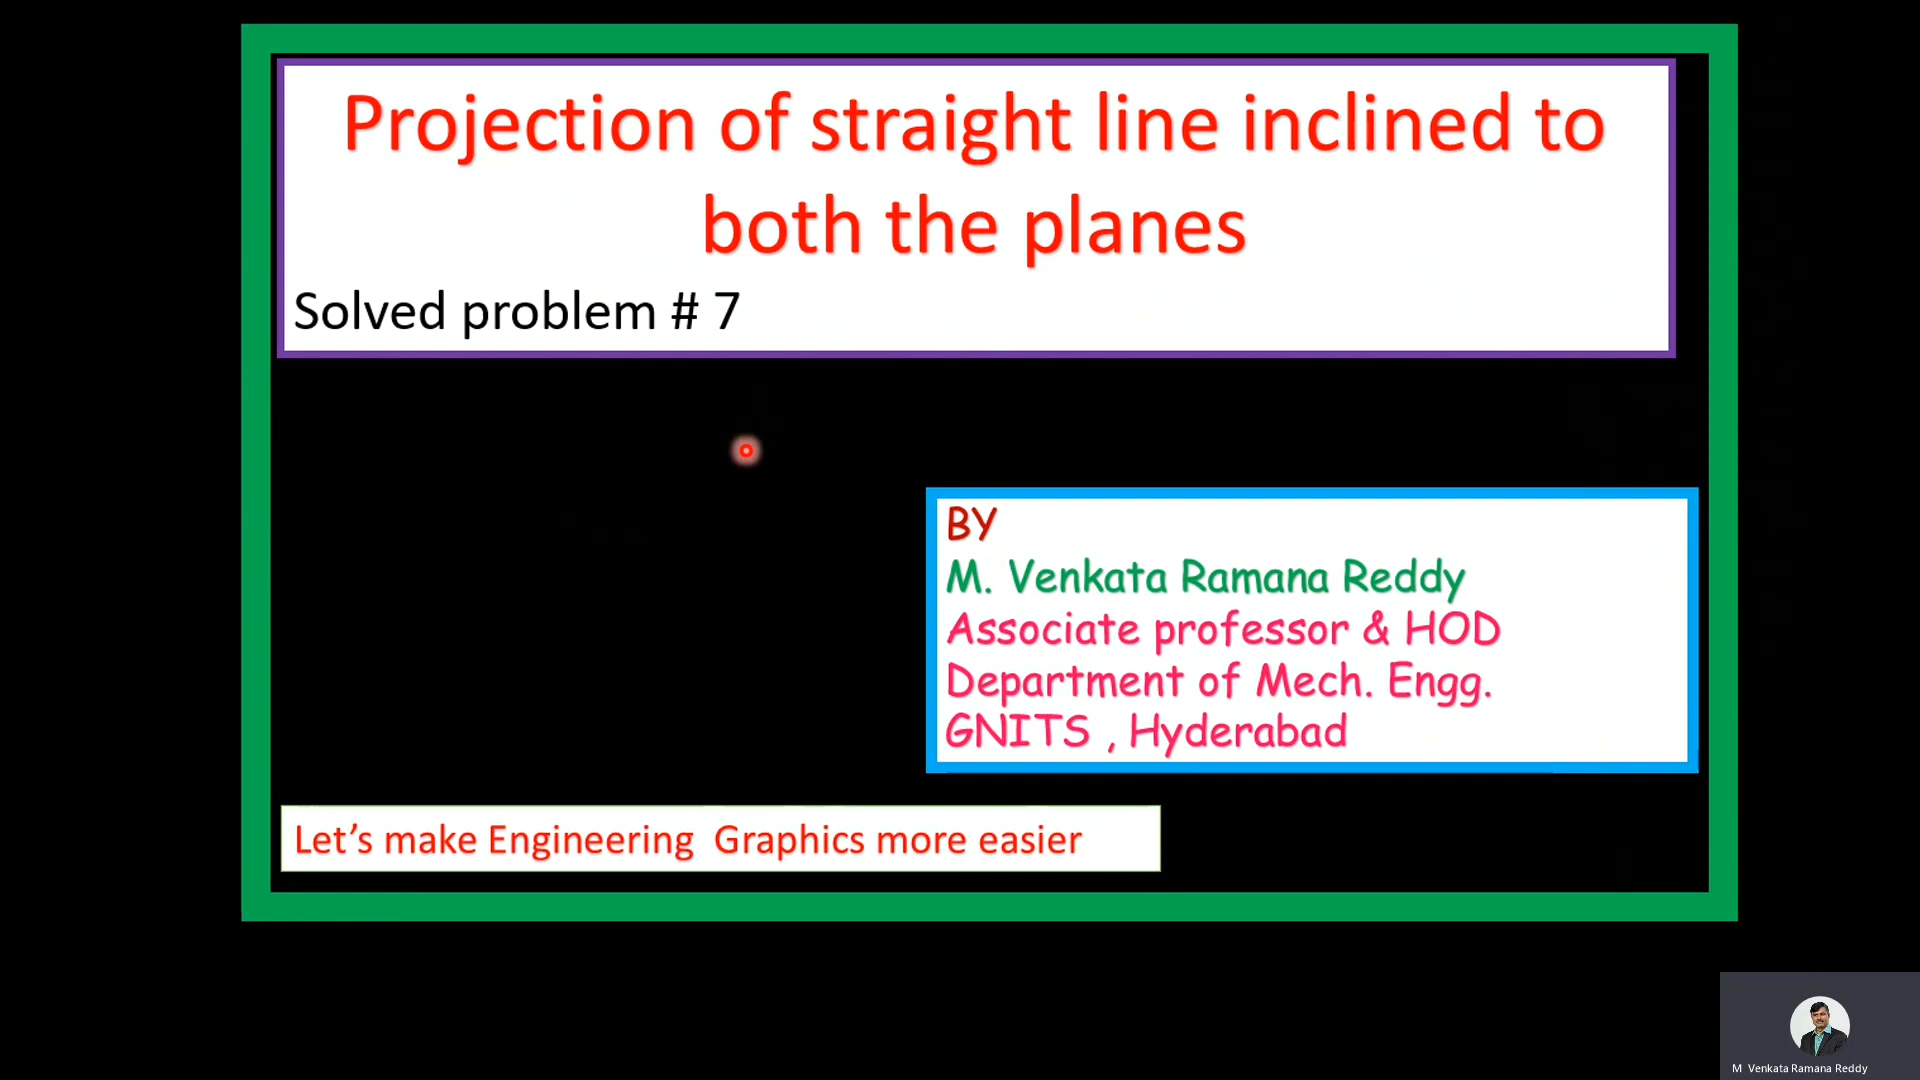 Projection of straight line inclined to
both the planes
Solved problem # 7
BY
M. Venkata Ramana Reddy
Associate professor & HOD
Department of Mech. Engg.
GNITS , Hyderabad
Let’s make Engineering  Graphics more easier
M  Venkata Ramana Reddy